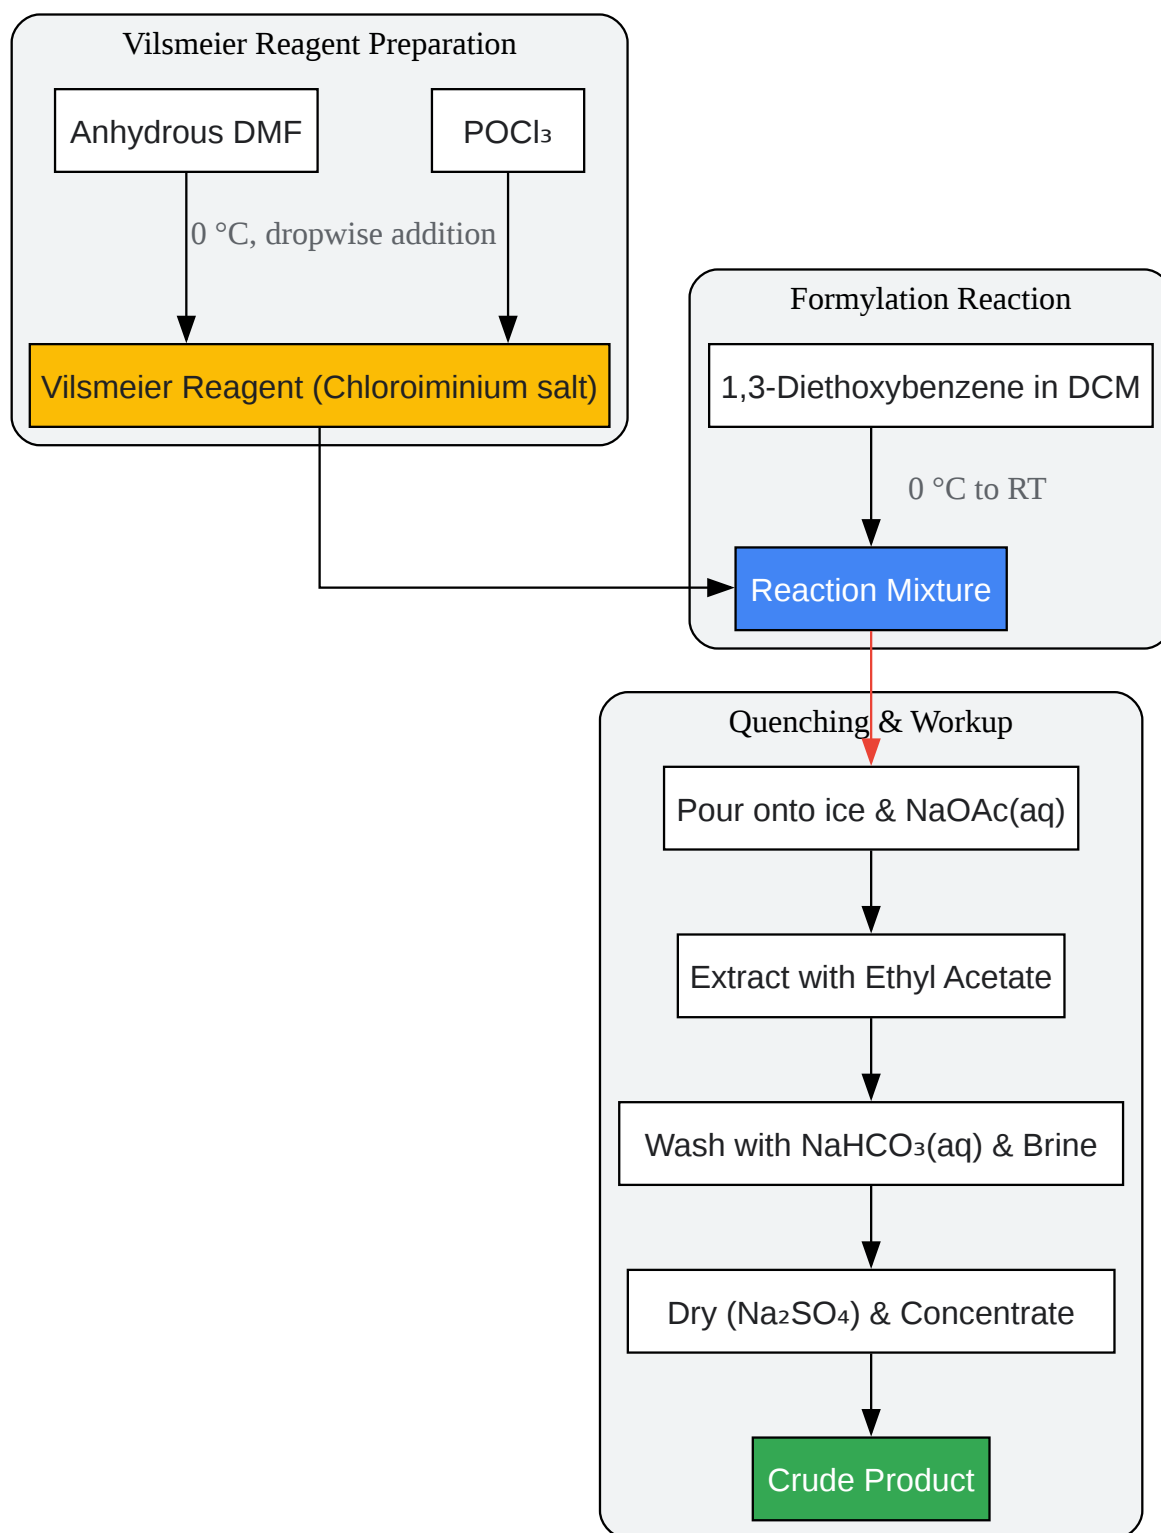 Vilsmeier Reagent Preparation
Anhydrous DMF
POCl₃
0 °C, dropwise addition
Vilsmeier Reagent (Chloroiminium salt)
Formylation Reaction
1,3-Diethoxybenzene in DCM
0 °C to RT
Reaction Mixture
Quenching & Workup
Pour onto ice & NaOAc(aq)
Extract with Ethyl Acetate
Wash with NaHCO₃(aq) & Brine
Dry (Na₂SO₄) & Concentrate
Crude Product